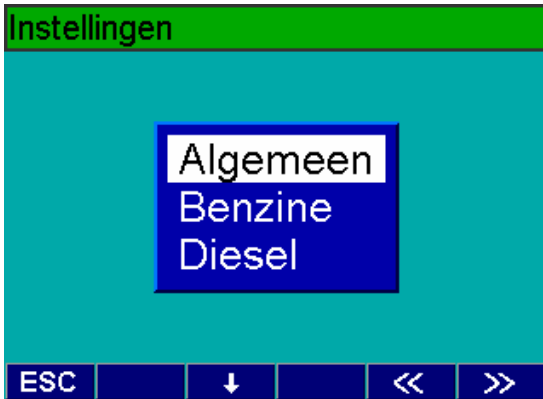 Instellingen
Algemeen
Benzine
Diesel
ESC ↓ << >>